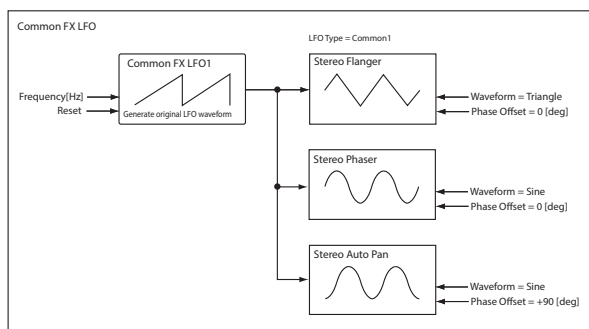 Common FX LFO
LFO Type = Common1
Common FX LFO1
Generate original LFO waveform
Frequency[Hz]
Reset
Stereo Flanger
Waveform = Triangle
Phase Offset = 0 [deg]
Stereo Phaser
Waveform = Sine
Phase Offset = 0 [deg]
Stereo Auto Pan
Waveform = Sine
Phase Offset = +90 [deg]